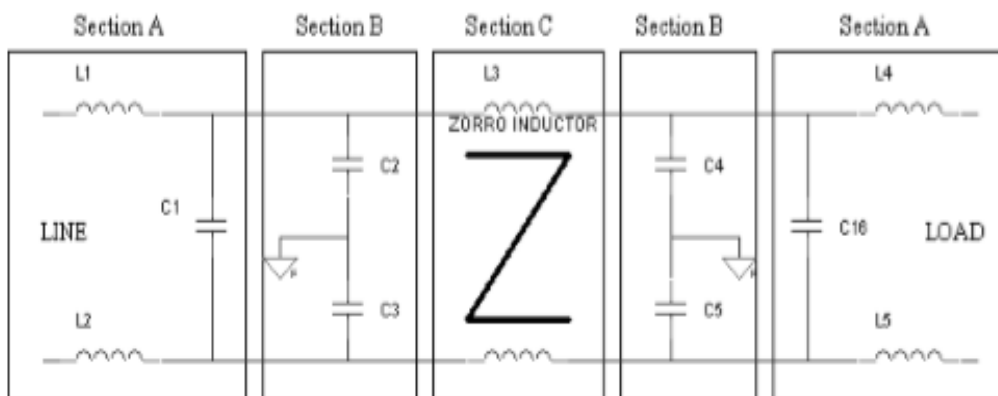 Section A
Section B
Section C
Section B
Section A
L1
L3
L4
ZORRO INDUCTOR
C2
C4
C1
LINE
C16
LOAD
C3
C5
L2
L5